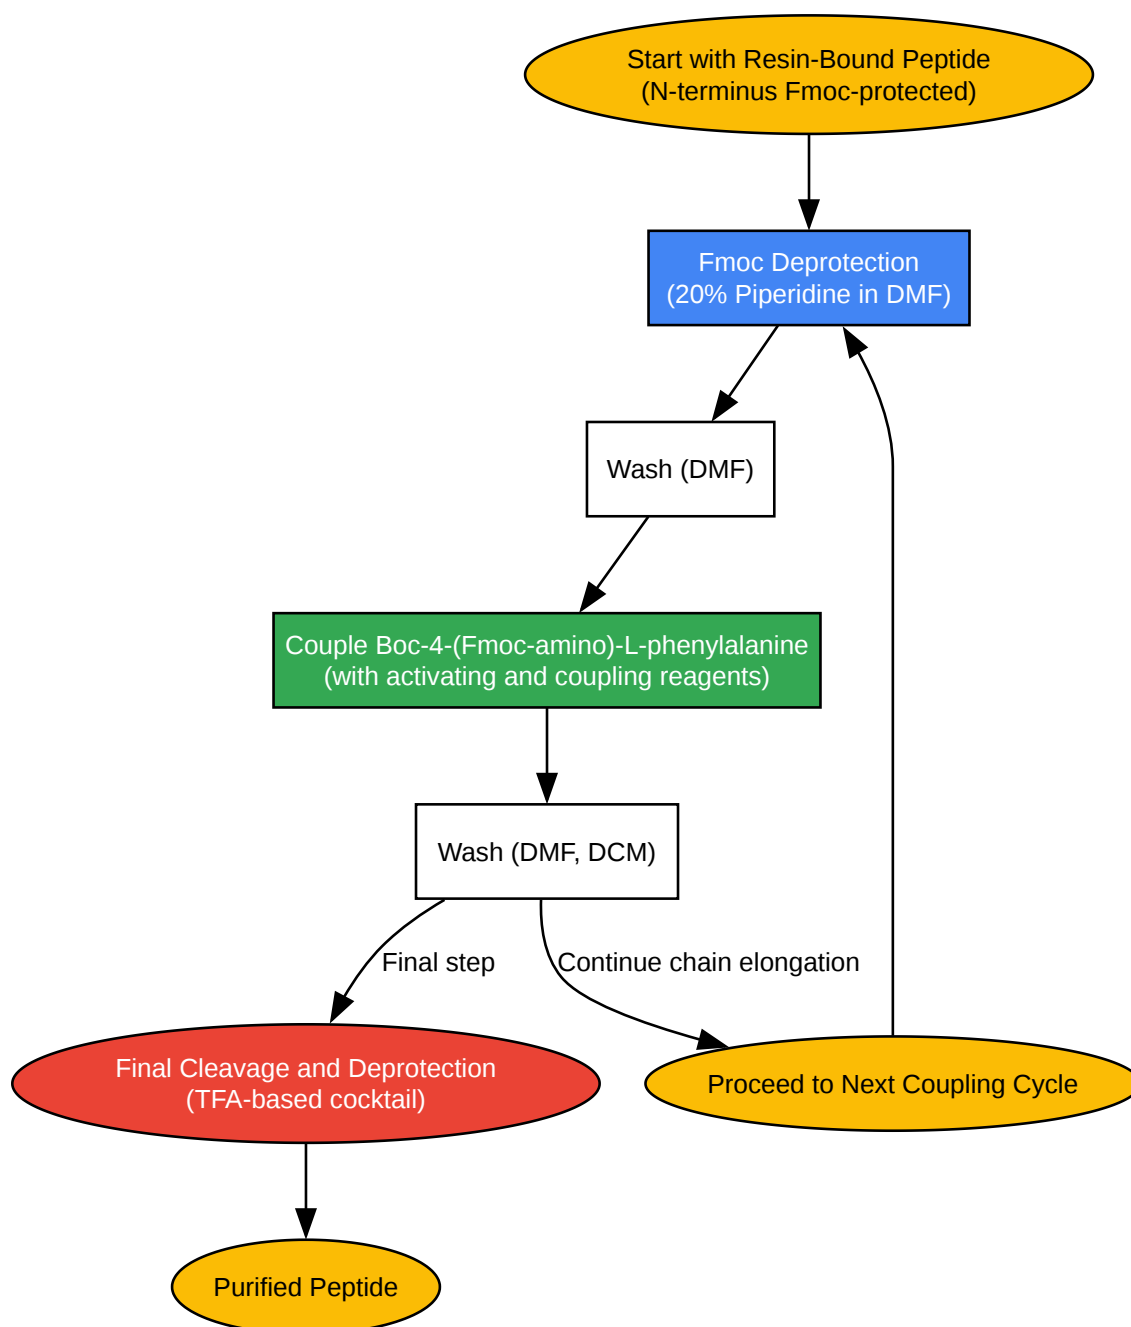 Start with Resin-Bound Peptide
(N-terminus Fmoc-protected)
Fmoc Deprotection
(20% Piperidine in DMF)
Wash (DMF)
Couple Boc-4-(Fmoc-amino)-L-phenylalanine
(with activating and coupling reagents)
Wash (DMF, DCM)
Final step
Continue chain elongation
Final Cleavage and Deprotection
(TFA-based cocktail)
Proceed to Next Coupling Cycle
Purified Peptide